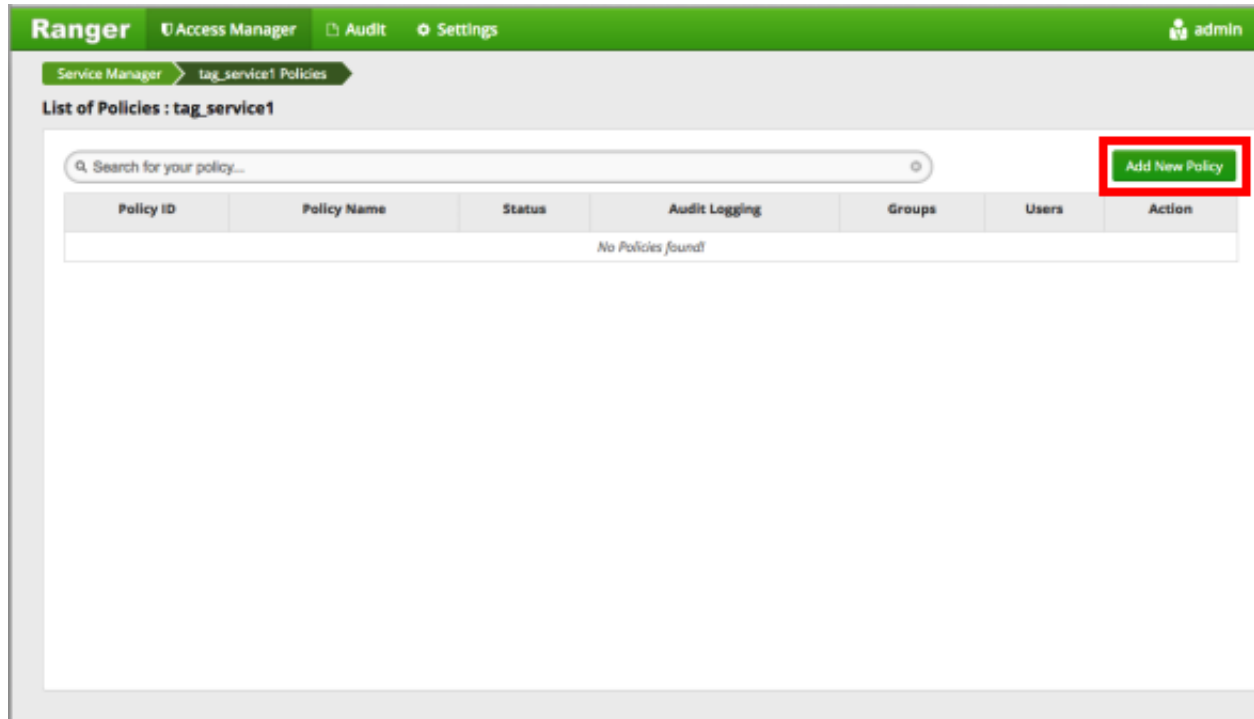 Ranger Access Manager Audit Settings admin
Service Manager tag_service1 Policies
List of Policies : tag_service1
Search for your policy... Add New Policy
Policy ID Policy Name Status Audit Logging Groups Users Action
No Policies found!